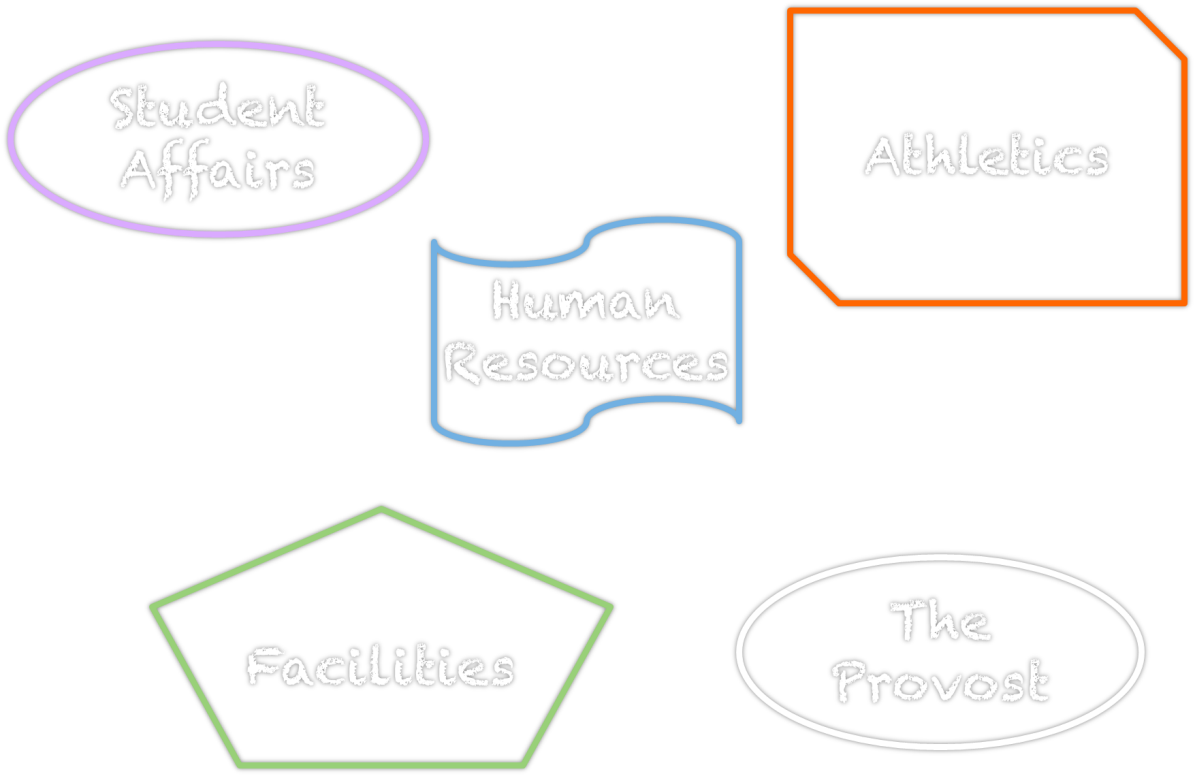 Student
Affairs
Athletics
Human
Resources
Facilities
The
Provost